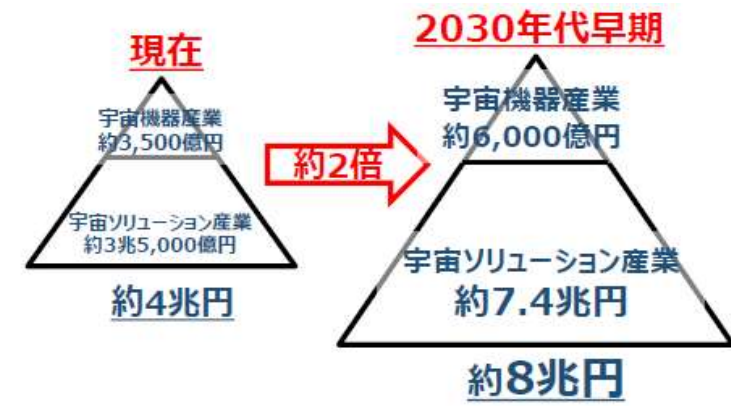 現在
宇宙機器産業
約3,500億円
宇宙ソリューション産業
約3兆5,000億円
約4兆円
約2倍
2030年代早期
宇宙機器産業
約6,000億円
宇宙ソリューション産業
約7.4兆円
約8兆円